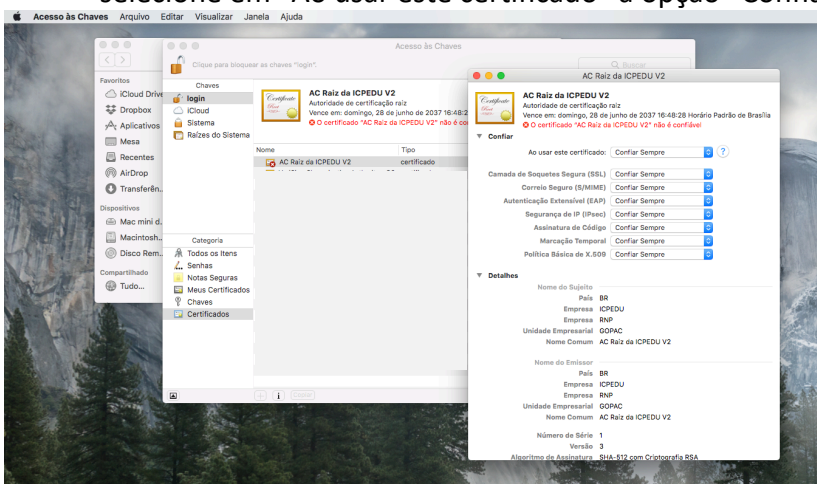 selecione em "Ao usar este certificado" a opção "Confia
Acesso às Chaves Arquivo Editar Visualizar Janela Ajuda
Favoritos
iCloud Drive
Dropbox
Aplicativos
Mesa
Recentes
AirDrop
Transferên..
Dispositivos
Mac mini d..
Macintosh..
Disco Rem..
Compartilhado
Tudo...
Acesso às Chaves
Clique para bloquear as chaves "login".
Buscar
Chaves
login
iCloud
Sistema
Raízes do Sistema
Categoria
Todos os Itens
Senhas
Notas Seguras
Meus Certificados
Chaves
Certificados
AC Raiz da ICPEDU V2
Autoridade de certificação raiz
Vence em: domingo, 28 de junho de 2037 16:48:2
O certificado "AC Raiz da ICPEDU V2" não é co
Nome Tipo
AC Raiz da ICPEDU V2 certificado
Copiar
AC Raiz da ICPEDU V2
AC Raiz da ICPEDU V2
Autoridade de certificação raiz
Vence em: domingo, 28 de junho de 2037 16:48:28 Horário Padrão de Brasília
O certificado "AC Raiz da ICPEDU V2" não é confiável
Confiar
Ao usar este certificado: Confiar Sempre ?
Camada de Soquetes Segura (SSL) Confiar Sempre
Correio Seguro (S/MIME) Confiar Sempre
Autenticação Extensível (EAP) Confiar Sempre
Segurança de IP (IPsec) Confiar Sempre
Assinatura de Código Confiar Sempre
Marcação Temporal Confiar Sempre
Política Básica de X.509 Confiar Sempre
Detalhes
Nome do Sujeito
País BR
Empresa ICPEDU
Empresa RNP
Unidade Empresarial GOPAC
Nome Comum AC Raiz da ICPEDU V2
Nome do Emissor
País BR
Empresa ICPEDU
Empresa RNP
Unidade Empresarial GOPAC
Nome Comum AC Raiz da ICPEDU V2
Número de Série 1
Versão 3
Algoritmo de Assinatura SHA-512 com Criptografia RSA